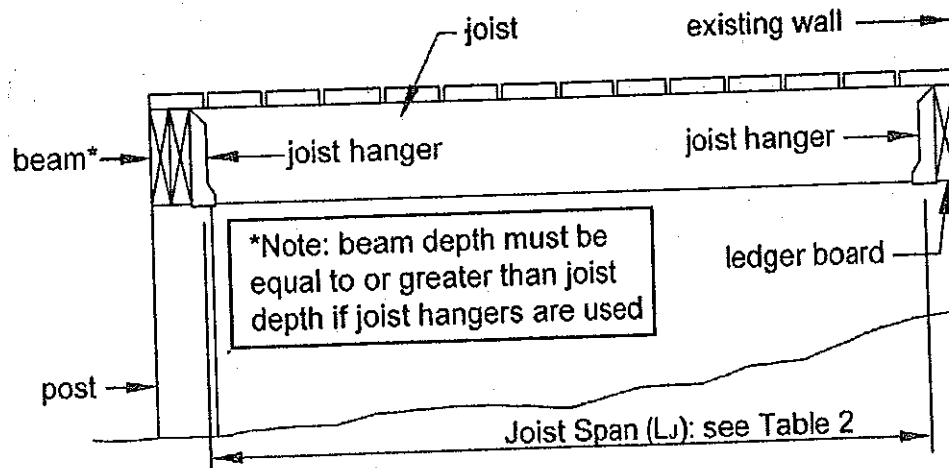 joist
existing wall
beam*
joist hanger
joist hanger
*Note: beam depth must be
equal to or greater than joist
depth if joist hangers are used
ledger board
post
Joist Span (LJ): see Table 2